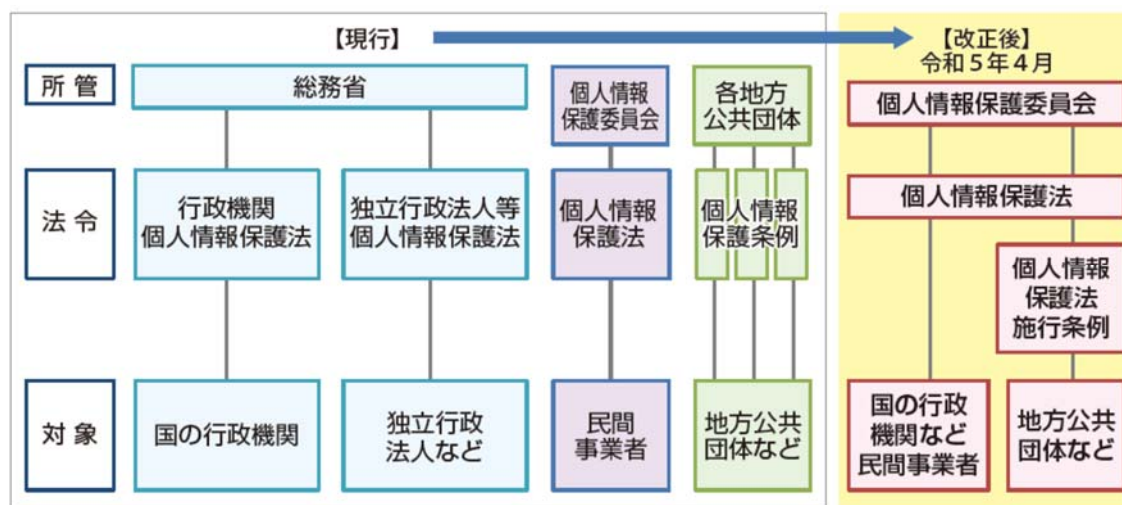 【現行】
【改正後】
令和5年4月
所管
総務省
個人情報
保護委員会
各地方
公共団体
個人情報保護委員会
法令
行政機関
個人情報保護法
独立行政法人等
個人情報保護法
個人情報
保護法
個人情報
保護条例
個人情報保護法
個人情報
保護法
施行条例
対象
国の行政機関
独立行政
法人など
民間
事業者
地方公共
団体など
国の行政
機関など
民間事業者
地方公共
団体など